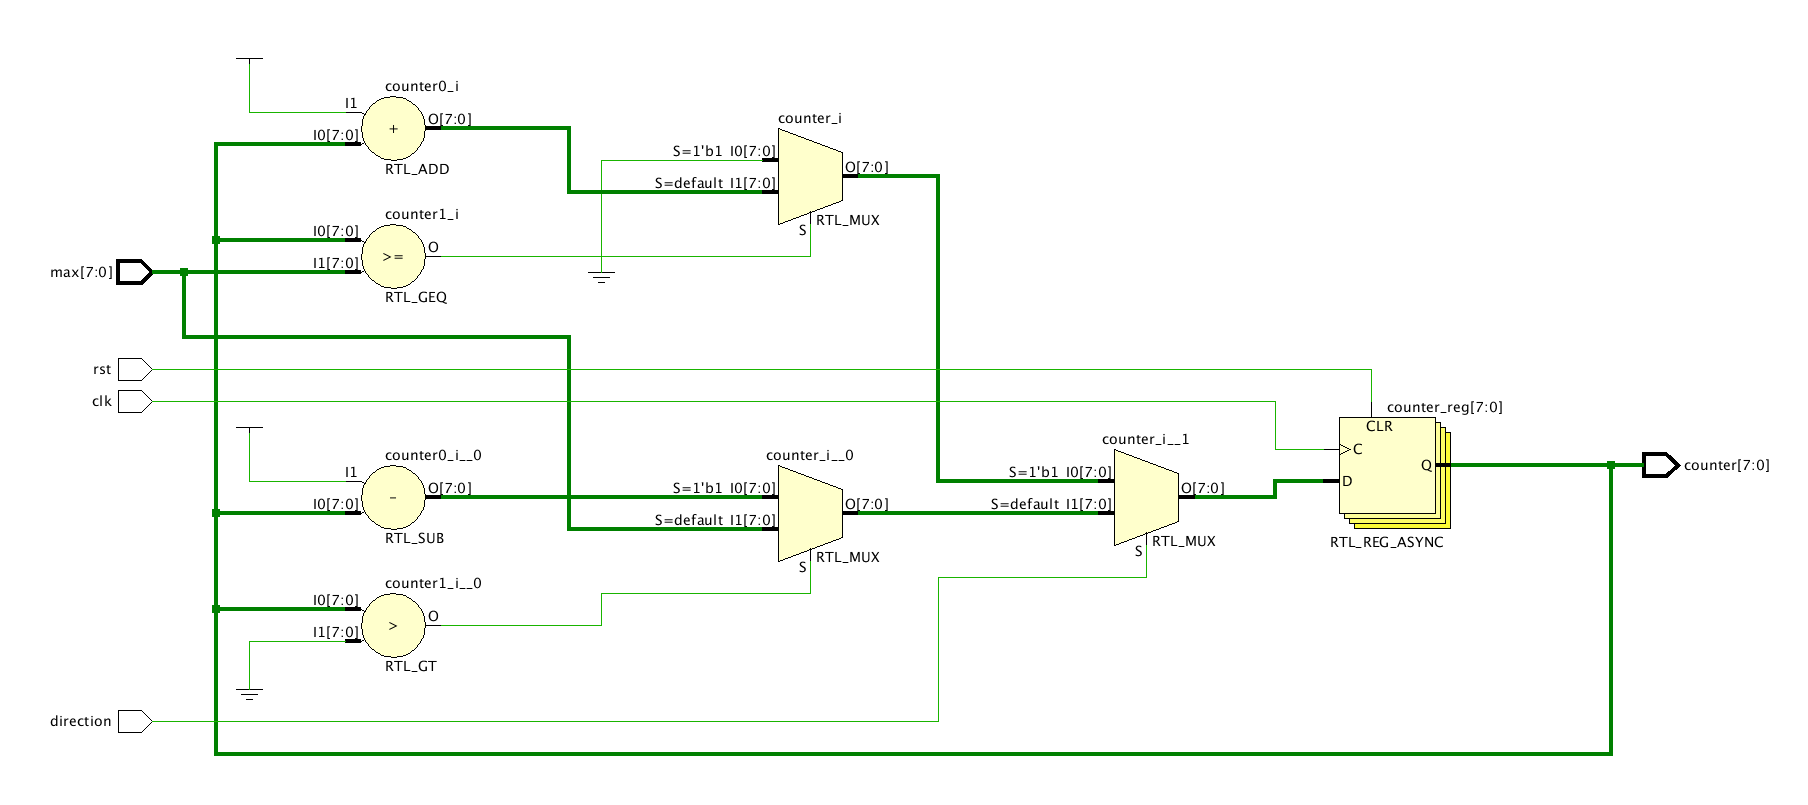 counter0_i
I1
O[7:0]
I0[7:0]
+
RTL_ADD
counter_i
S=1'b1 I0[7:0]
O[7:0]
S=default I1[7:0]
S
RTL_MUX
counter1_i
I0[7:0]
O
I1[7:0]
>=
RTL_GEQ
max[7:0]
rst
clk
counter0_i__0
I1
O[7:0]
I0[7:0]
-
RTL_SUB
counter_i__0
S=1'b1 I0[7:0]
O[7:0]
S=default I1[7:0]
S
RTL_MUX
counter_i__1
S=1'b1 I0[7:0]
O[7:0]
S=default I1[7:0]
S
RTL_MUX
counter_reg[7:0]
CLR
C
Q
D
RTL_REG_ASYNC
counter[7:0]
counter1_i__0
I0[7:0]
O
I1[7:0]
>
RTL_GT
direction